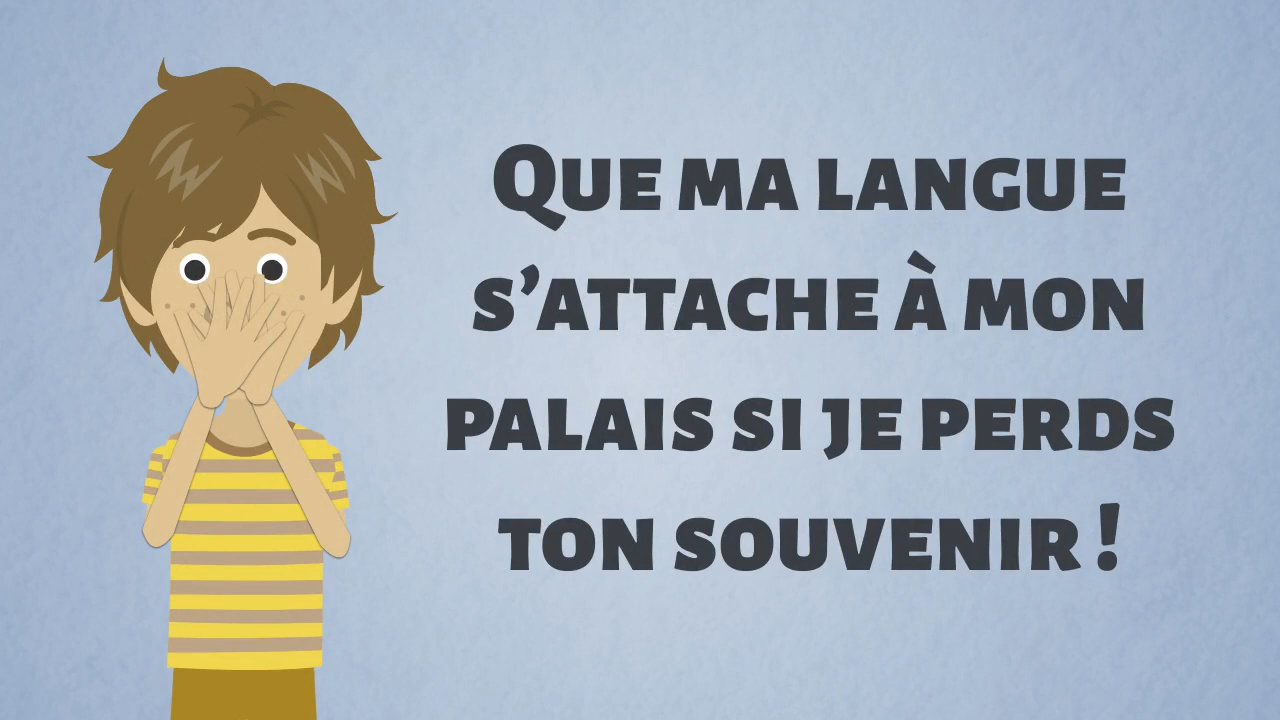 Que ma langue
s’attache à mon
palais si je perds
ton souvenir !